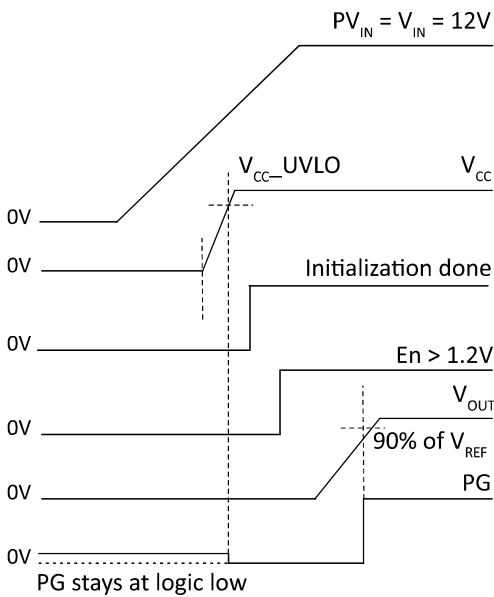 PV_IN = V_IN = 12V
V_CC_UVLO
V_CC
0V
0V
Initialization done
0V
En > 1.2V
V_OUT
0V
90% of V_REF
PG
0V
0V
PG stays at logic low